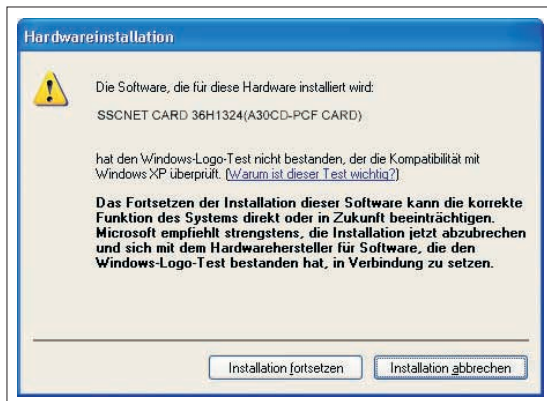 Hardwareinstallation
Die Software, die für diese Hardware installiert wird:
SSCNET CARD 36H1324(A30CD-PCF CARD)
hat den Windows-Logo-Test nicht bestanden, der die Kompatibilität mit
Windows XP überprüft. (Warum ist dieser Test wichtig?)
Das Fortsetzen der Installation dieser Software kann die korrekte
Funktion des Systems direkt oder in Zukunft beeinträchtigen.
Microsoft empfiehlt strengstens, die Installation jetzt abzubrechen
und sich mit dem Hardwarehersteller für Software, die den
Windows-Logo-Test bestanden hat, in Verbindung zu setzen.
Installation fortsetzen
Installation abbrechen